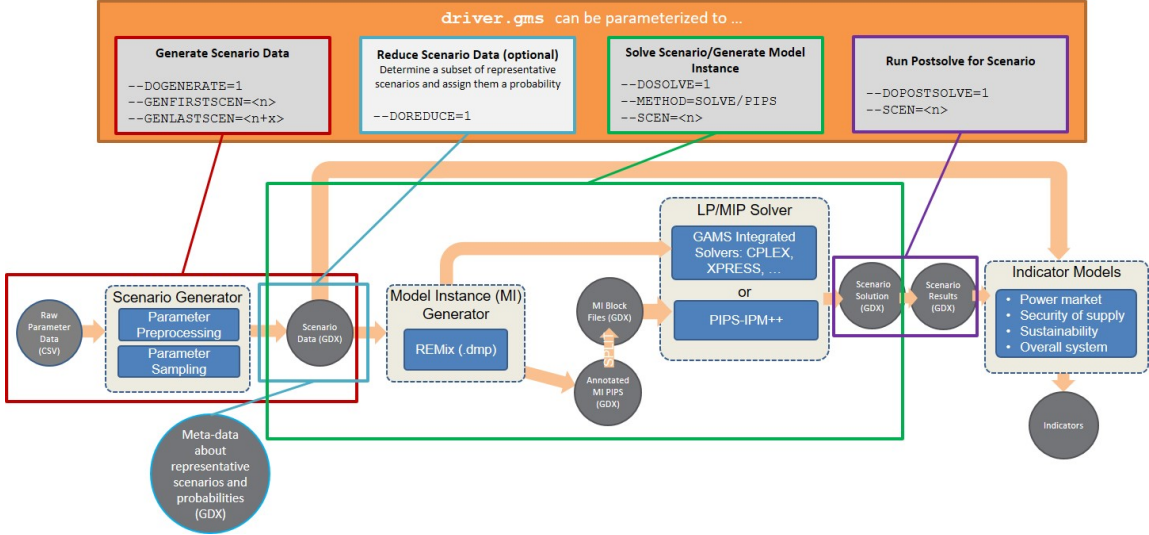 driver.gms can be parameterized to ...
Generate Scenario Data
--DOGENERATE=1
--GENFIRSTSCEN=<n>
--GENLASTSCEN=<n+x>
Reduce Scenario Data (optional)
Determine a subset of representative
scenarios and assign them a probability
--DOREDUCE=1
Solve Scenario/Generate Model
Instance
--DOSOLVE=1
--METHOD=SOLVE/PIPS
--SCEN=<n>
Run Postsolve for Scenario
--DOPOSTSOLVE=1
--SCEN=<n>
Raw
Parameter
Data
(CSV)
Scenario Generator
Parameter
Preprocessing
Parameter
Sampling
Scenario
Data (GDX)
Meta-data
about
representative
scenarios and
probabilities
(GDX)
Model Instance (MI)
Generator
REMix (.dmp)
MI Block
Files (GDX)
SPLIT
Annotated
MI PIPS
(GDX)
LP/MIP Solver
GAMS Integrated
Solvers: CPLEX,
XPRESS, ...
or
PIPS-IPM++
Scenario
Solution
(GDX)
Scenario
Results
(GDX)
Indicator Models
• Power market
• Security of supply
• Sustainability
• Overall system
Indicators